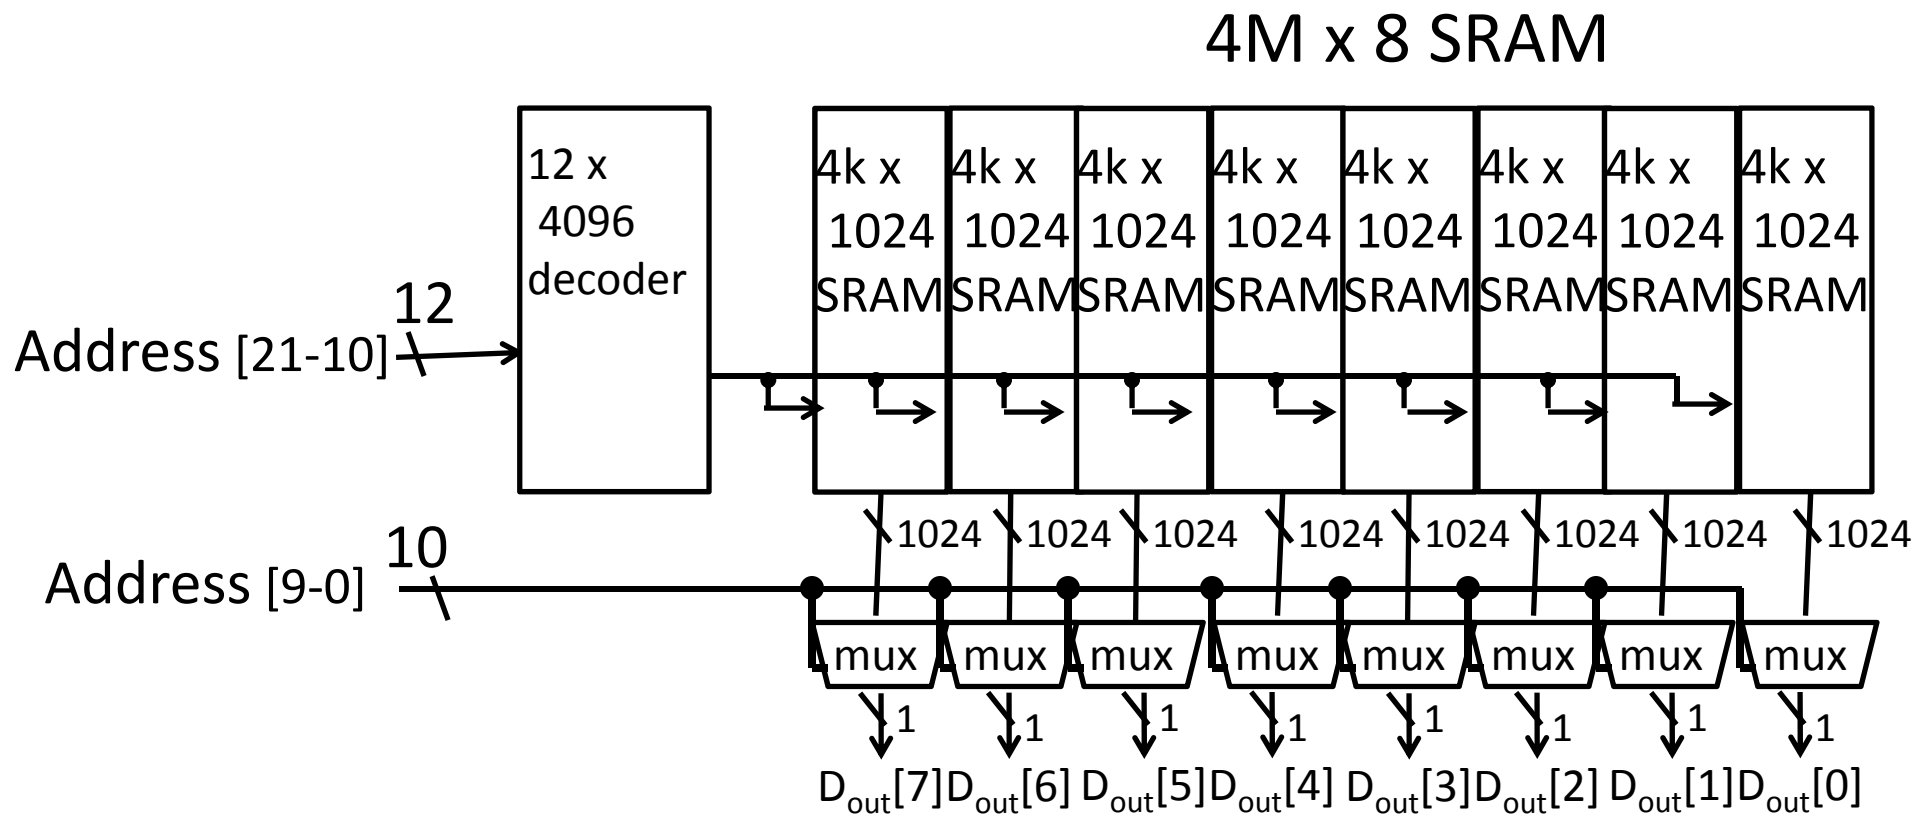 4M x 8 SRAM
12 x
4096
decoder
4k x
1024
SRAM
4k x
1024
SRAM
4k x
1024
SRAM
4k x
1024
SRAM
4k x
1024
SRAM
4k x
1024
SRAM
4k x
1024
SRAM
4k x
1024
SRAM
12
Address [21-10]
1024
1024
1024
1024
1024
1024
1024
1024
10
Address [9-0]
mux
mux
mux
mux
mux
mux
mux
mux
1
1
1
1
1
1
1
1
Dout[7]
Dout[6]
Dout[5]
Dout[4]
Dout[3]
Dout[2]
Dout[1]
Dout[0]